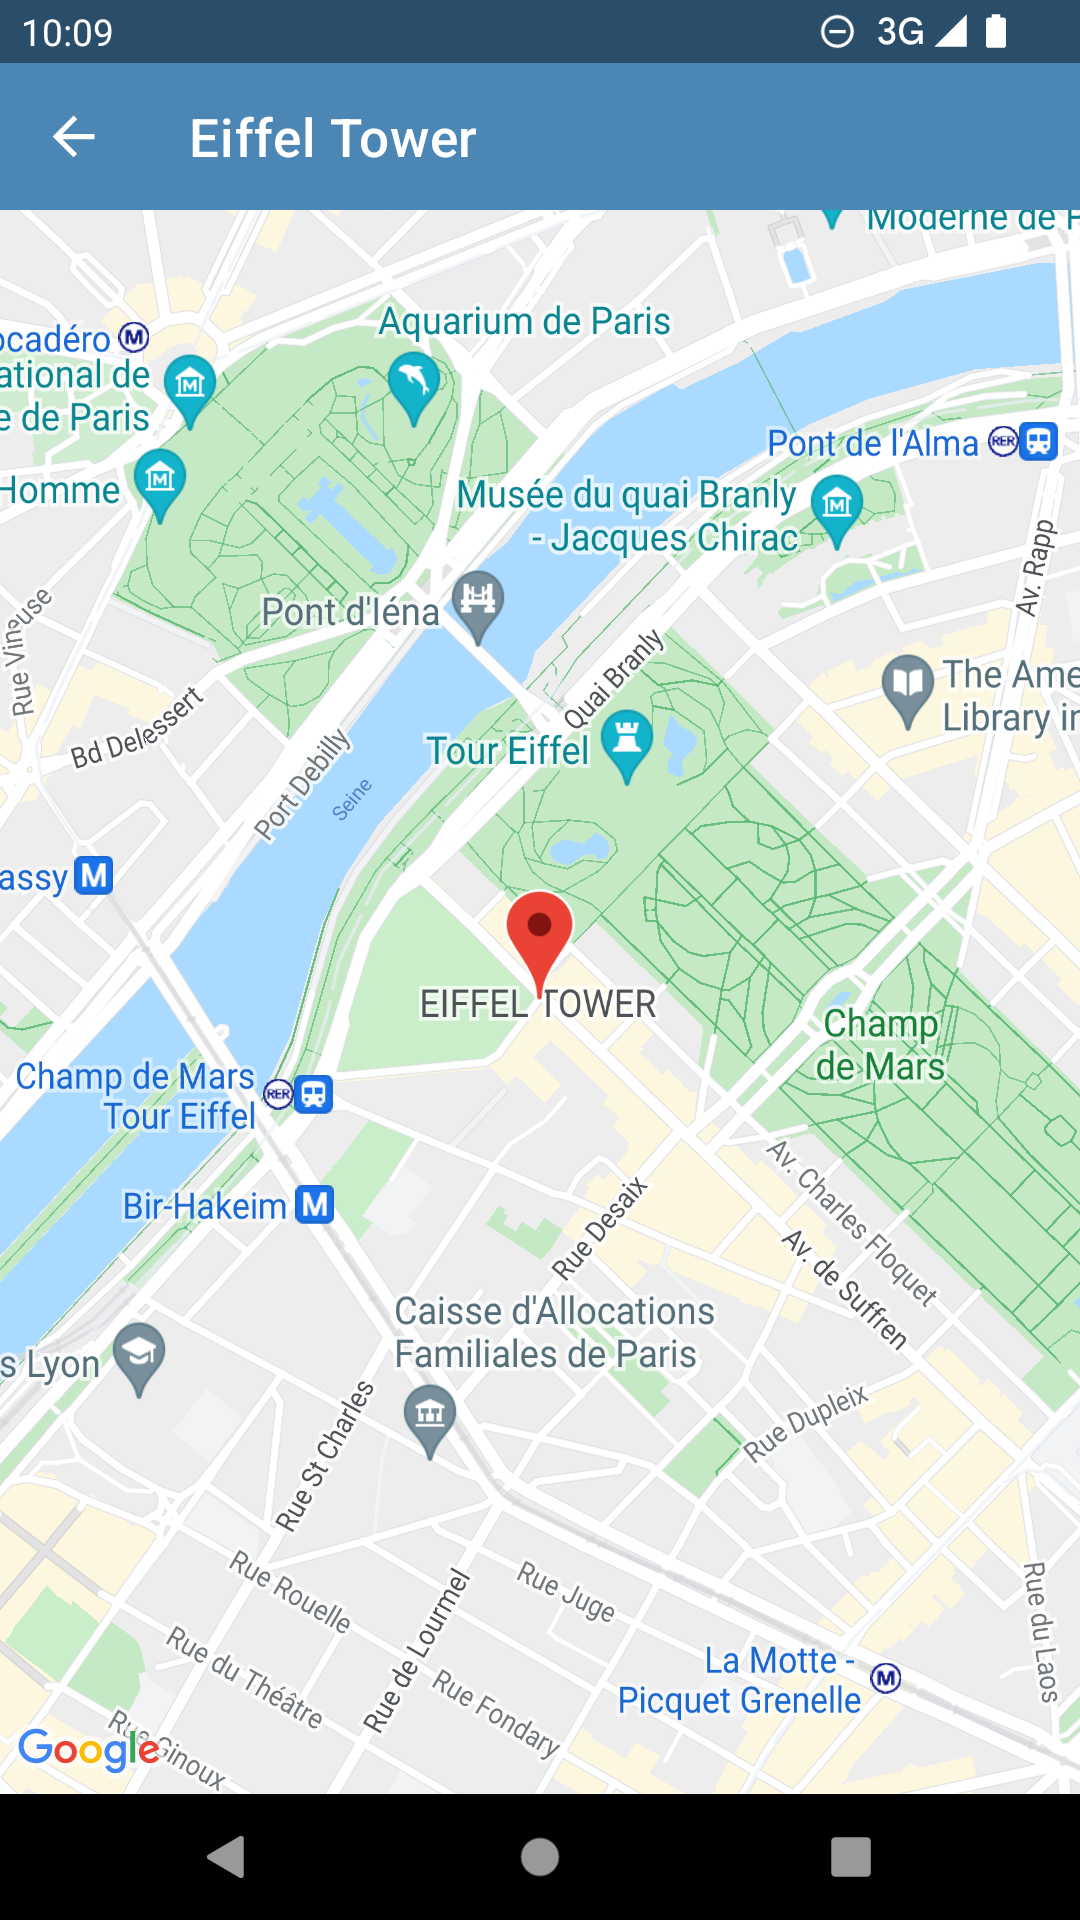 10:09
3G
Eiffel Tower
Moderne de P
Aquarium de Paris
ocadéro M
ational de
e de Paris
Homme
Pont de l'Alma RER
Musée du quai Branly
- Jacques Chirac
Av. Rapp
Pont d'Iéna
Rue Vineuse
Quai Branly
The Ame
Library in
Bd Delessert
Tour Eiffel
Port Debilly
Seine
assy M
EIFFEL TOWER
Champ
de Mars
Champ de Mars
Tour Eiffel
RER
Bir-Hakeim M
Av. Charles Floquet
Rue Desaix
Av. de Suffren
Caisse d'Allocations
Familiales de Paris
s Lyon
Rue St Charles
Rue Dupleix
Rue Rouelle
Rue Juge
Rue du Laos
Rue de Lourmel
Rue du Théâtre
La Motte -
Picquet Grenelle M
Rue Fondary
Rue Ginoux
Google